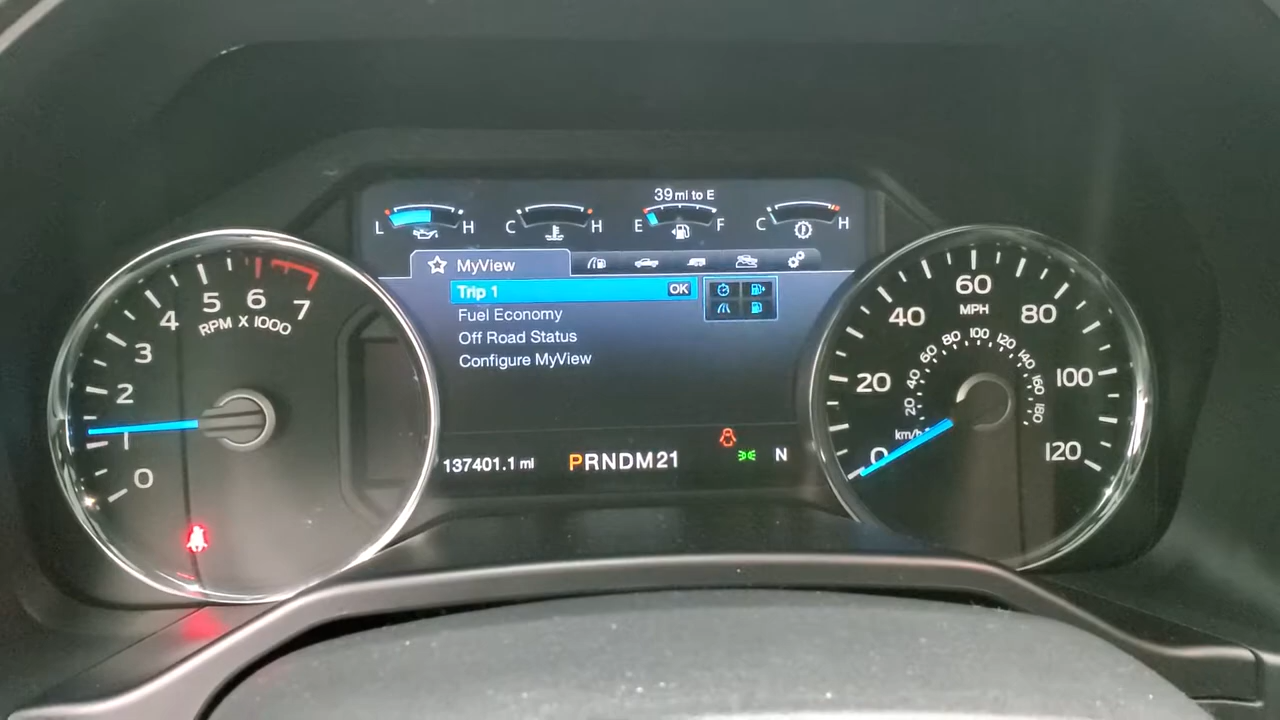 39 mi to E
L H C H E F C H
MyView
Trip 1 OK
Fuel Economy
Off Road Status
Configure MyView
137401.1 mi PRNDM21 N
0 1 2 3 4 5 6 7
RPM X 1000
0 20 40 60 80 100 120
MPH
20 40 60 80 100 120 140 160 180
km/h